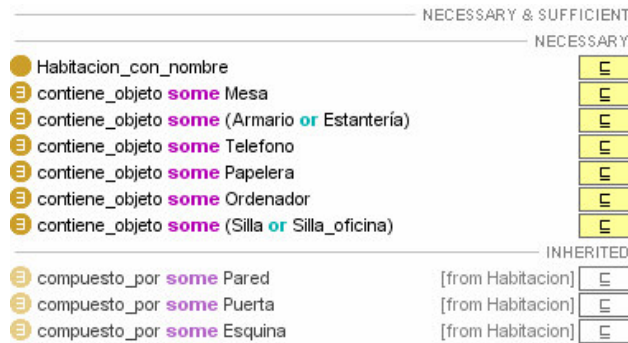 NECESSARY & SUFFICIENT
NECESSARY
Habitacion_con_nombre ⊑
∃ contiene_objeto some Mesa ⊑
∃ contiene_objeto some (Armario or Estantería) ⊑
∃ contiene_objeto some Telefono ⊑
∃ contiene_objeto some Papelera ⊑
∃ contiene_objeto some Ordenador ⊑
∃ contiene_objeto some (Silla or Silla_oficina) ⊑
INHERITED
∃ compuesto_por some Pared [from Habitacion] ⊑
∃ compuesto_por some Puerta [from Habitacion] ⊑
∃ compuesto_por some Esquina [from Habitacion] ⊑